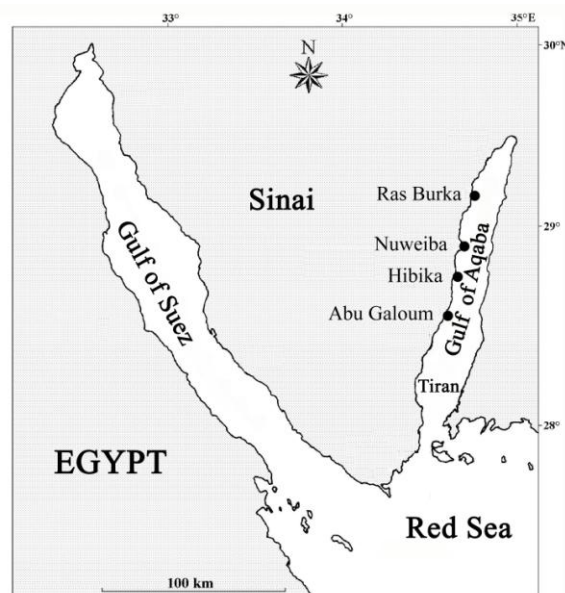 33°
34°
35°E
30°N
N
Ras Burka
Sinai
29°
Nuweiba
Gulf of Suez
Gulf of Aqaba
Hibika
Abu Galoum
Tiran
28°
EGYPT
Red Sea
100 km